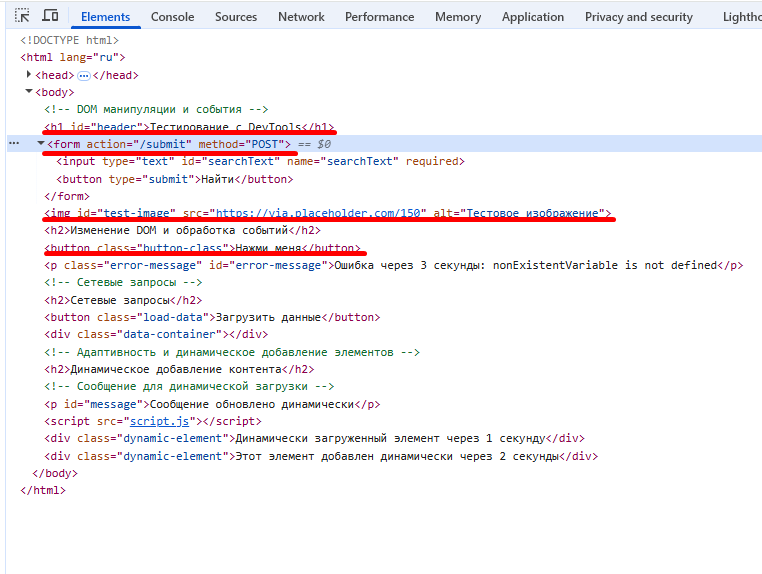 Elements Console Sources Network Performance Memory Application Privacy and security Lightho
<!DOCTYPE html>
<html lang="ru">
<head> ⋯ </head>
<body>
<!-- DOM манипуляции и события -->
<h1 id="header">Тестирование с DevTools</h1>
<form action="/submit" method="POST"> == $0
<input type="text" id="searchText" name="searchText" required>
<button type="submit">Найти</button>
</form>
<img id="test-image" src="https://via.placeholder.com/150" alt="Тестовое изображение">
<h2>Изменение DOM и обработка событий</h2>
<button class="button-class">Нажми меня</button>
<p class="error-message" id="error-message">Ошибка через 3 секунды: nonExistentVariable is not defined</p>
<!-- Сетевые запросы -->
<h2>Сетевые запросы</h2>
<button class="load-data">Загрузить данные</button>
<div class="data-container"></div>
<!-- Адаптивность и динамическое добавление элементов -->
<h2>Динамическое добавление контента</h2>
<!-- Сообщение для динамической загрузки -->
<p id="message">Сообщение обновлено динамически</p>
<script src="script.js"></script>
<div class="dynamic-element">Динамически загруженный элемент через 1 секунду</div>
<div class="dynamic-element">Этот элемент добавлен динамически через 2 секунды</div>
</body>
</html>